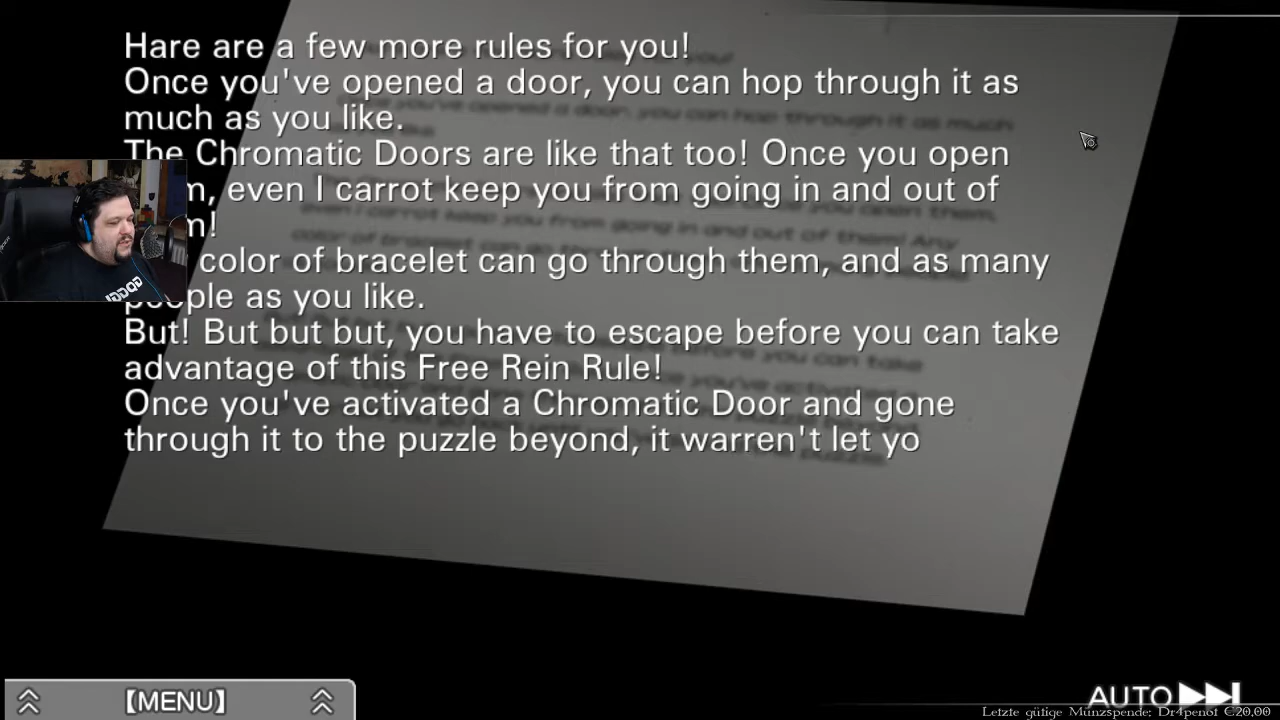 Hare are a few more rules for you!
Once you've opened a door, you can hop through it as
much as you like.
The Chromatic Doors are like that too! Once you open
m, even I carrot keep you from going in and out of
m!
color of bracelet can go through them, and as many
people as you like.
But! But but but, you have to escape before you can take
advantage of this Free Rein Rule!
Once you've activated a Chromatic Door and gone
through it to the puzzle beyond, it warren't let yo
【MENU】
AUTO
Letzte gütige Münzspende: Dr4penot €20,00